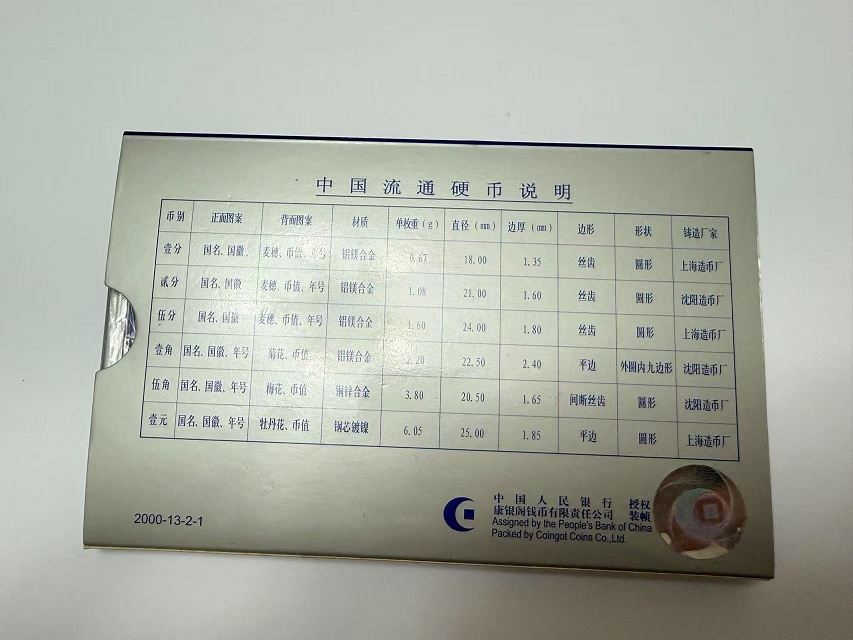 中国流通硬币说明
币别 正面图案 背面图案 材质 单枚重(g) 直径(mm) 边厚(mm) 边形 形状 铸造厂家
壹分 国名、国徽 麦穗、币值、年号 铝镁合金 0.67 18.00 1.35 丝齿 圆形 上海造币厂
贰分 国名、国徽 麦穗、币值、年号 铝镁合金 1.08 21.00 1.60 丝齿 圆形 沈阳造币厂
伍分 国名、国徽 麦穗、币值、年号 铝镁合金 1.60 24.00 1.80 丝齿 圆形 上海造币厂
壹角 国名、国徽、年号 菊花、币值 铝镁合金 2.20 22.50 2.40 平边 外圆内九边形 沈阳造币厂
伍角 国名、国徽、年号 梅花、币值 铜锌合金 3.80 20.50 1.65 间断丝齿 圆形 沈阳造币厂
壹元 国名、国徽、年号 牡丹花、币值 钢芯镀镍 6.05 25.00 1.85 平边 圆形 上海造币厂
中国人民银行 授权
康银阁钱币有限责任公司 装帧
Assigned by the People's Bank of China
Packed by Coingot Coins Co.,Ltd.
2000-13-2-1